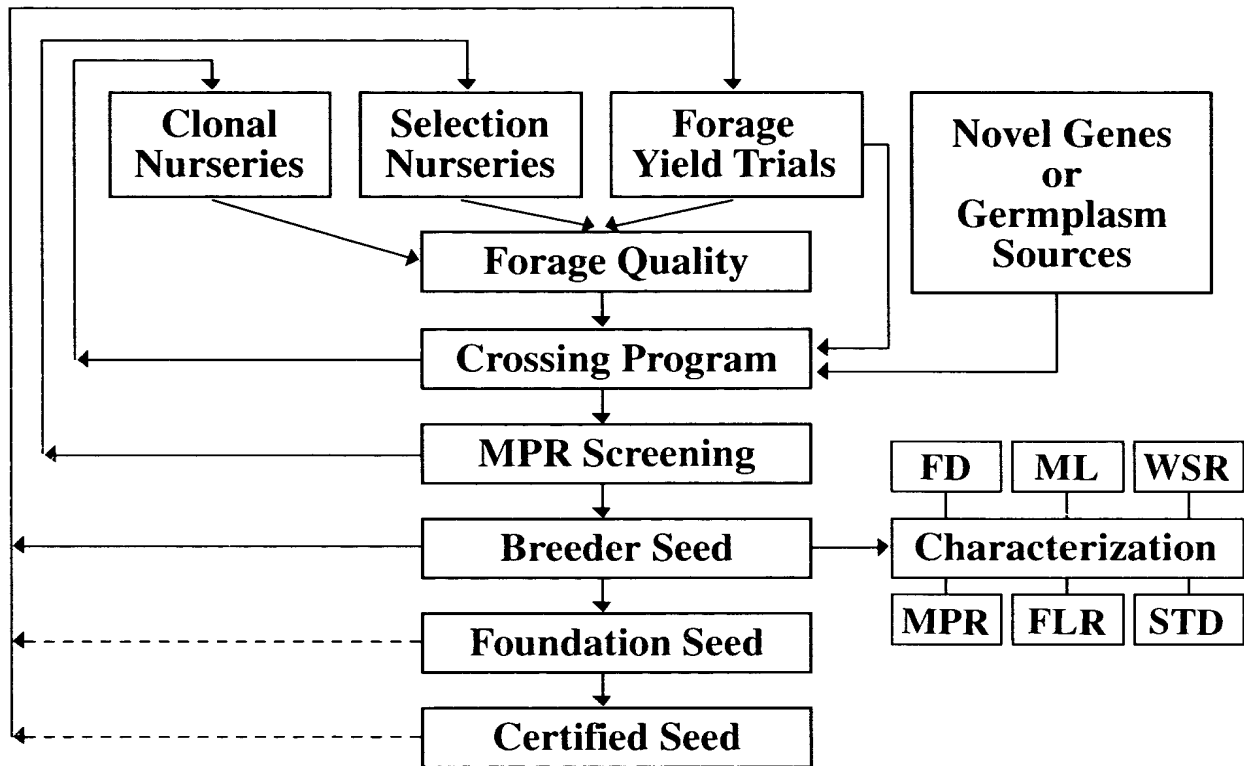 Clonal
Nurseries
Selection
Nurseries
Forage
Yield Trials
Novel Genes
or
Germplasm
Sources
Forage Quality
Crossing Program
MPR Screening
FD
ML
WSR
Breeder Seed
Characterization
MPR
FLR
STD
Foundation Seed
Certified Seed